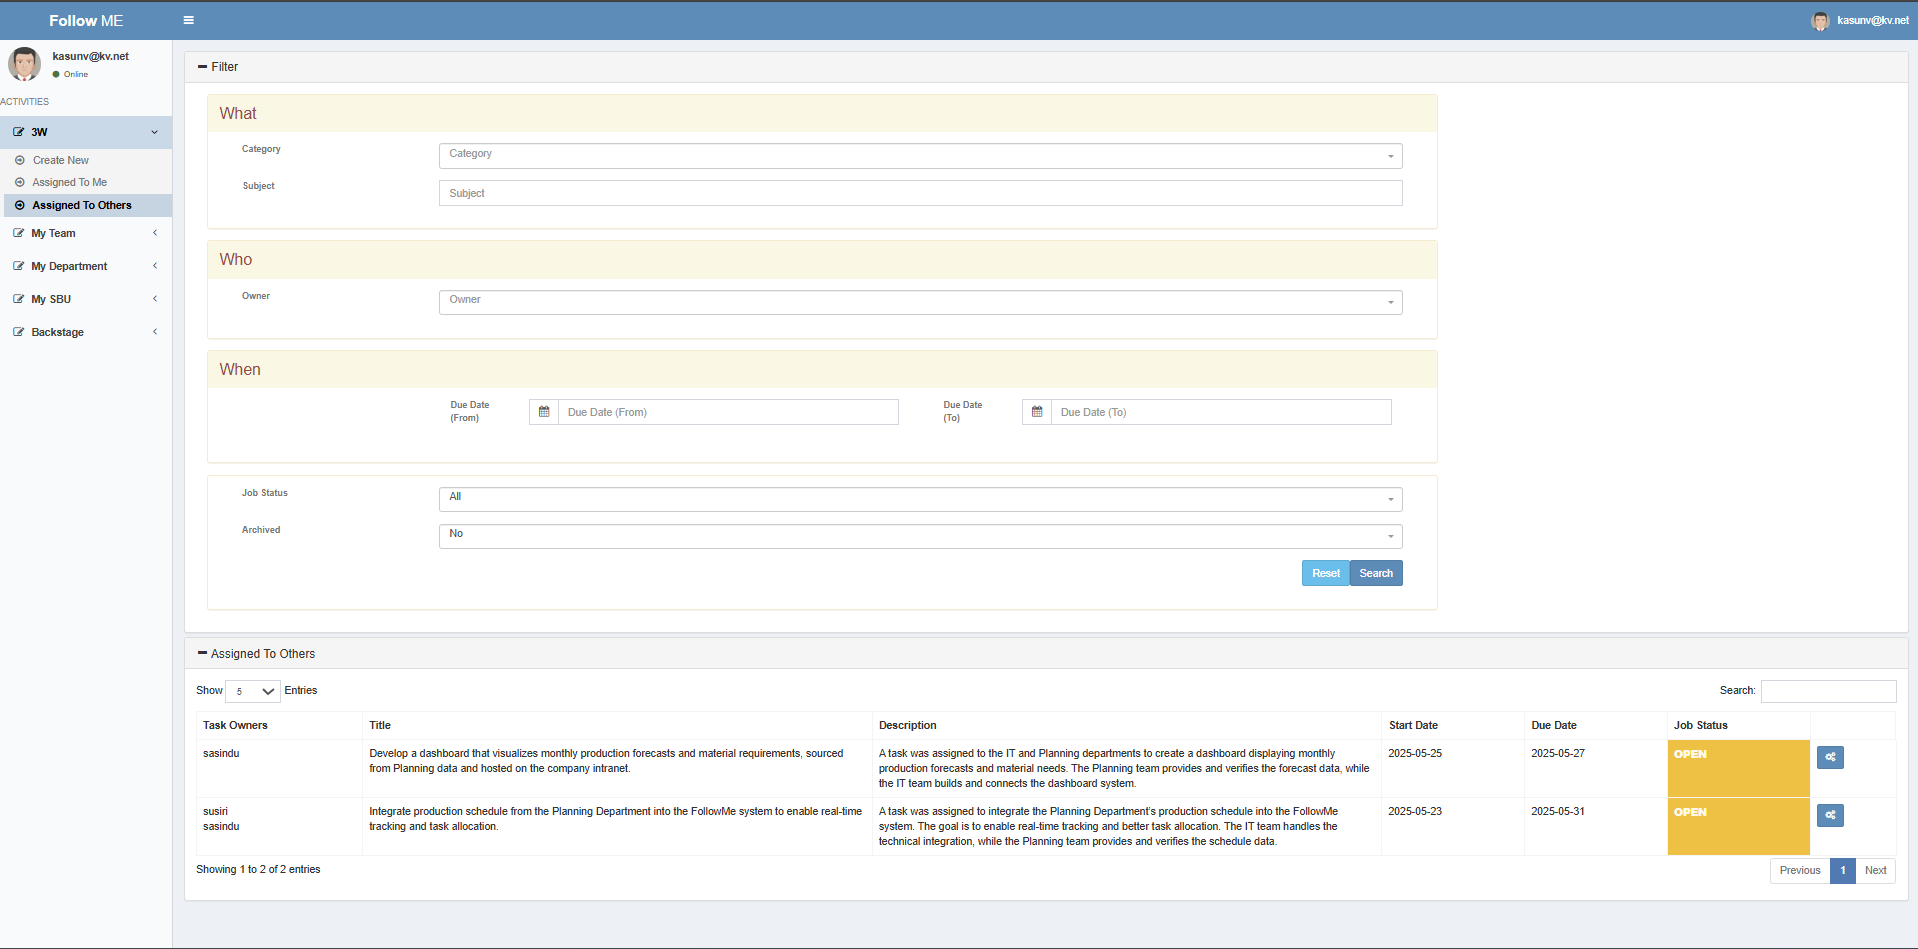 Follow ME
kasunv@kv.net
kasunv@kv.net
Online
ACTIVITIES
3W
Create New
Assigned To Me
Assigned To Others
My Team
My Department
My SBU
Backstage
Filter
What
Category
Category
Subject
Subject
Who
Owner
Owner
When
Due Date
(From)
Due Date (From)
Due Date
(To)
Due Date (To)
Job Status
All
Archived
No
Reset
Search
Assigned To Others
Show 5 Entries
Search:
Task Owners
Title
Description
Start Date
Due Date
Job Status
sasindu
Develop a dashboard that visualizes monthly production forecasts and material requirements, sourced
from Planning data and hosted on the company intranet.
A task was assigned to the IT and Planning departments to create a dashboard displaying monthly
production forecasts and material needs. The Planning team provides and verifies the forecast data, while
the IT team builds and connects the dashboard system.
2025-05-25
2025-05-27
OPEN
susiri
sasindu
Integrate production schedule from the Planning Department into the FollowMe system to enable real-time
tracking and task allocation.
A task was assigned to integrate the Planning Department's production schedule into the FollowMe
system. The goal is to enable real-time tracking and better task allocation. The IT team handles the
technical integration, while the Planning team provides and verifies the schedule data.
2025-05-23
2025-05-31
OPEN
Showing 1 to 2 of 2 entries
Previous
1
Next